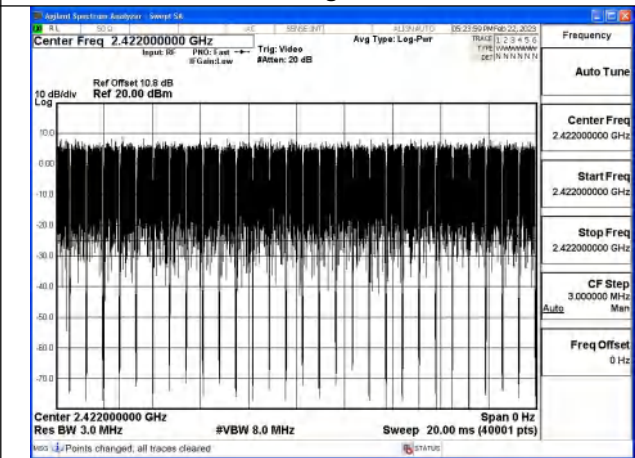 Agilent Spectrum Analyzer - Swept SA
RL 50 Ω AC SENSE:INT ALIGNAUTO 05:23:59 PM Feb 22, 2023
Center Freq 2.422000000 GHz
Input: RF PNO: Fast Trig: Video Avg Type: Log-Pwr TRACE 1 2 3 4 5 6
IFGain:Low #Atten: 20 dB TYPE
DET N N N N N N
Ref Offset 10.8 dB
10 dB/div Ref 20.00 dBm
Log
10.0
0.00
-10.0
-20.0
-30.0
-40.0
-50.0
-60.0
-70.0
Center 2.422000000 GHz Span 0 Hz
Res BW 3.0 MHz #VBW 8.0 MHz Sweep 20.00 ms (40001 pts)
MSG Points changed; all traces cleared STATUS
Frequency
Auto Tune
Center Freq
2.422000000 GHz
Start Freq
2.422000000 GHz
Stop Freq
2.422000000 GHz
CF Step
3.000000 MHz
Auto Man
Freq Offset
0 Hz